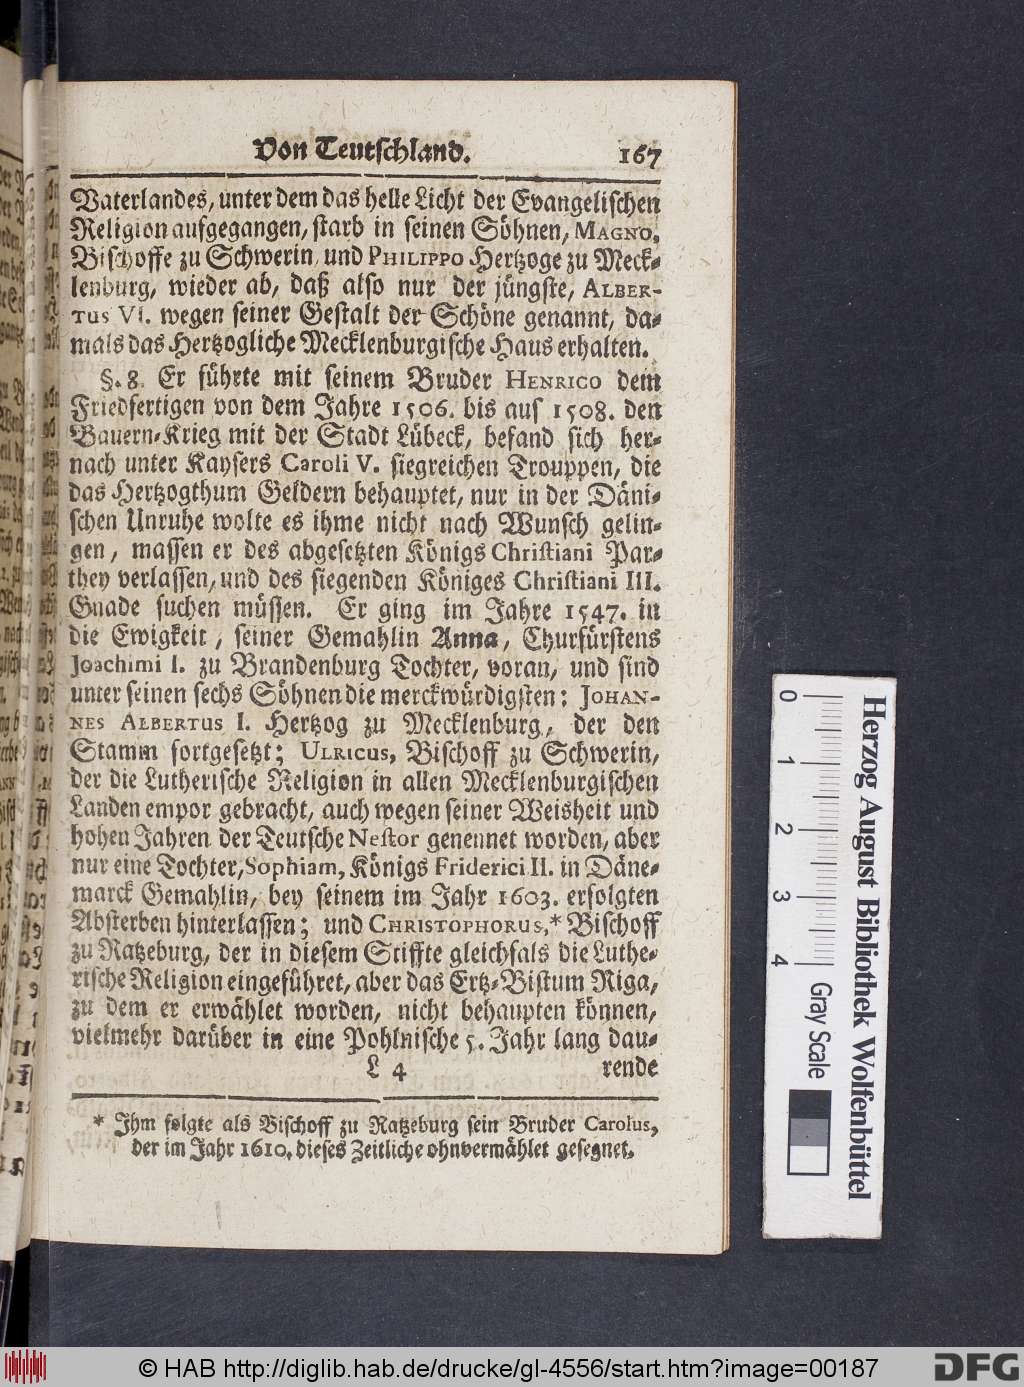 Von Teutschland. 167
Vaterlandes, unter dem das helle Licht der Evangelischen
Religion aufgegangen, starb in seinen Söhnen, MAGNO,
Bischoffe zu Schwerin, und PHILIPPO Hertzoge zu Meck-
lenburg, wieder ab, daß also nur der jüngste, ALBER-
TUS VI. wegen seiner Gestalt der Schöne genannt, da-
mals das Hertzogliche Mecklenburgische Haus erhalten.
§. 8. Er führte mit seinem Bruder HENRICO dem
Friedfertigen von dem Jahre 1506. bis auf 1508. den
Bauern-Krieg mit der Stadt Lübeck, befand sich her-
nach unter Kaysers Caroli V. siegreichen Trouppen, die
das Hertzogthum Geldern behauptet, nur in der Däni-
schen Unruhe wolte es ihme nicht nach Wunsch gelin-
gen, massen er des abgesetzten Königs Christiani Par-
they verlassen, und des siegenden Königes Christiani III.
Gnade suchen müssen. Er ging im Jahre 1547. in
die Ewigkeit, seiner Gemahlin Anna, Churfürstens
Joachimi I. zu Brandenburg Tochter, voran, und sind
unter seinen sechs Söhnen die merckwürdigsten: JOHAN-
NES ALBERTUS I. Hertzog zu Mecklenburg, der den
Stamm fortgesetzt; ULRICUS, Bischoff zu Schwerin,
der die Lutherische Religion in allen Mecklenburgischen
Landen empor gebracht, auch wegen seiner Weisheit und
hohen Jahren der Teutsche Nestor genennet worden, aber
nur eine Tochter, Sophiam, Königs Friderici II. in Däne-
marck Gemahlin, bey seinem im Jahr 1603. erfolgten
Absterben hinterlassen; und CHRISTOPHORUS,* Bischoff
zu Ratzeburg, der in diesem Stiffte gleichfals die Luthe-
rische Religion eingeführet, aber das Ertz-Bistum Riga,
zu dem er erwählet worden, nicht behaupten können,
vielmehr darüber in eine Pohlnische 5. Jahr lang dau-
L 4 rende
* Ihm folgte als Bischoff zu Ratzeburg sein Bruder Carolus,
der im Jahr 1610. dieses Zeitliche ohnvermählet gesegnet.
0 1 2 3 4 Gray Scale
Herzog August Bibliothek Wolfenbüttel
© HAB http://diglib.hab.de/drucke/gl-4556/start.htm?image=00187
DFG